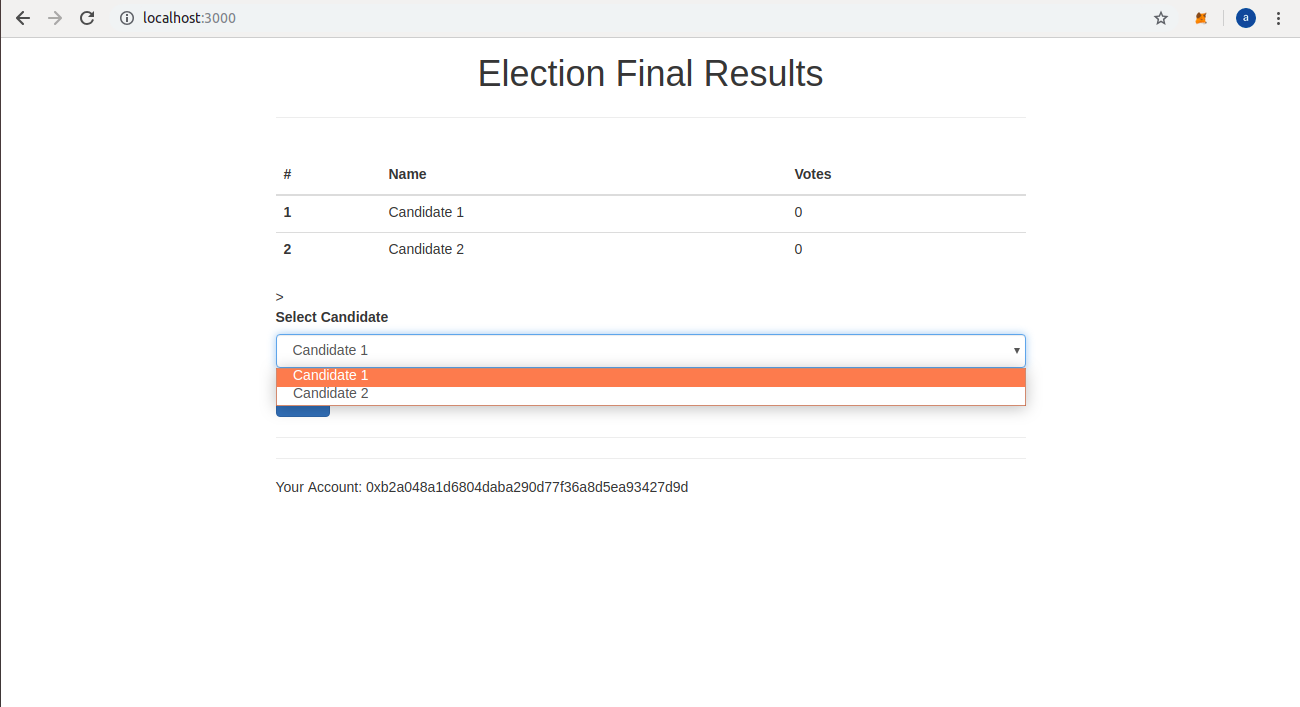 localhost:3000
a
Election Final Results
# Name Votes
1 Candidate 1 0
2 Candidate 2 0
>
Select Candidate
Candidate 1
Candidate 1
Candidate 2
Your Account: 0xb2a048a1d6804daba290d77f36a8d5ea93427d9d